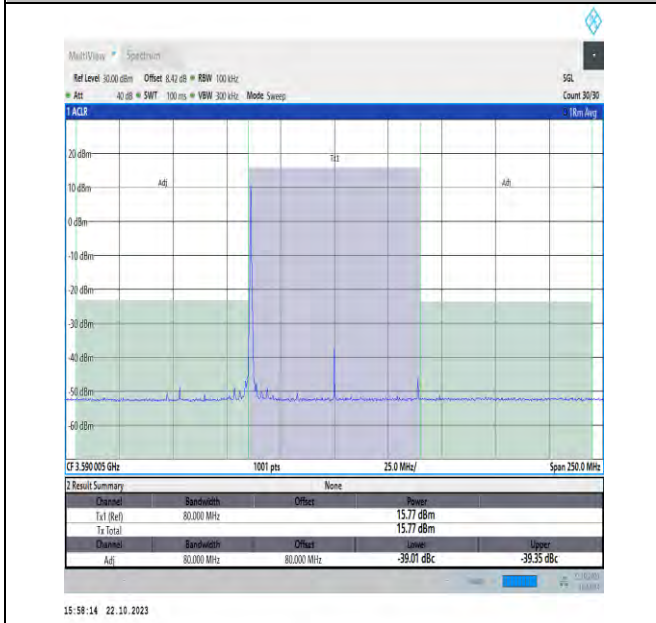 MultiView Spectrum
Ref Level 30.00 dBm Offset 8.42 dB RBW 100 kHz SGL
Att 40 dB SWT 100 ms VBW 300 kHz Mode Sweep Count 30/30
1 ACLR 1Rm Avg
20 dBm
Tx1
Adj Adj
10 dBm
0 dBm
-10 dBm
-20 dBm
-30 dBm
-40 dBm
-50 dBm
-60 dBm
CF 3.590005 GHz 1001 pts 25.0 MHz/ Span 250.0 MHz
2 Result Summary None
Channel Bandwidth Offset Power
Tx1 (Ref) 80.000 MHz 15.77 dBm
Tx Total 15.77 dBm
Channel Bandwidth Offset Lower Upper
Adj 80.000 MHz 80.000 MHz -39.01 dBc -39.35 dBc
15:58:14 22.10.2023